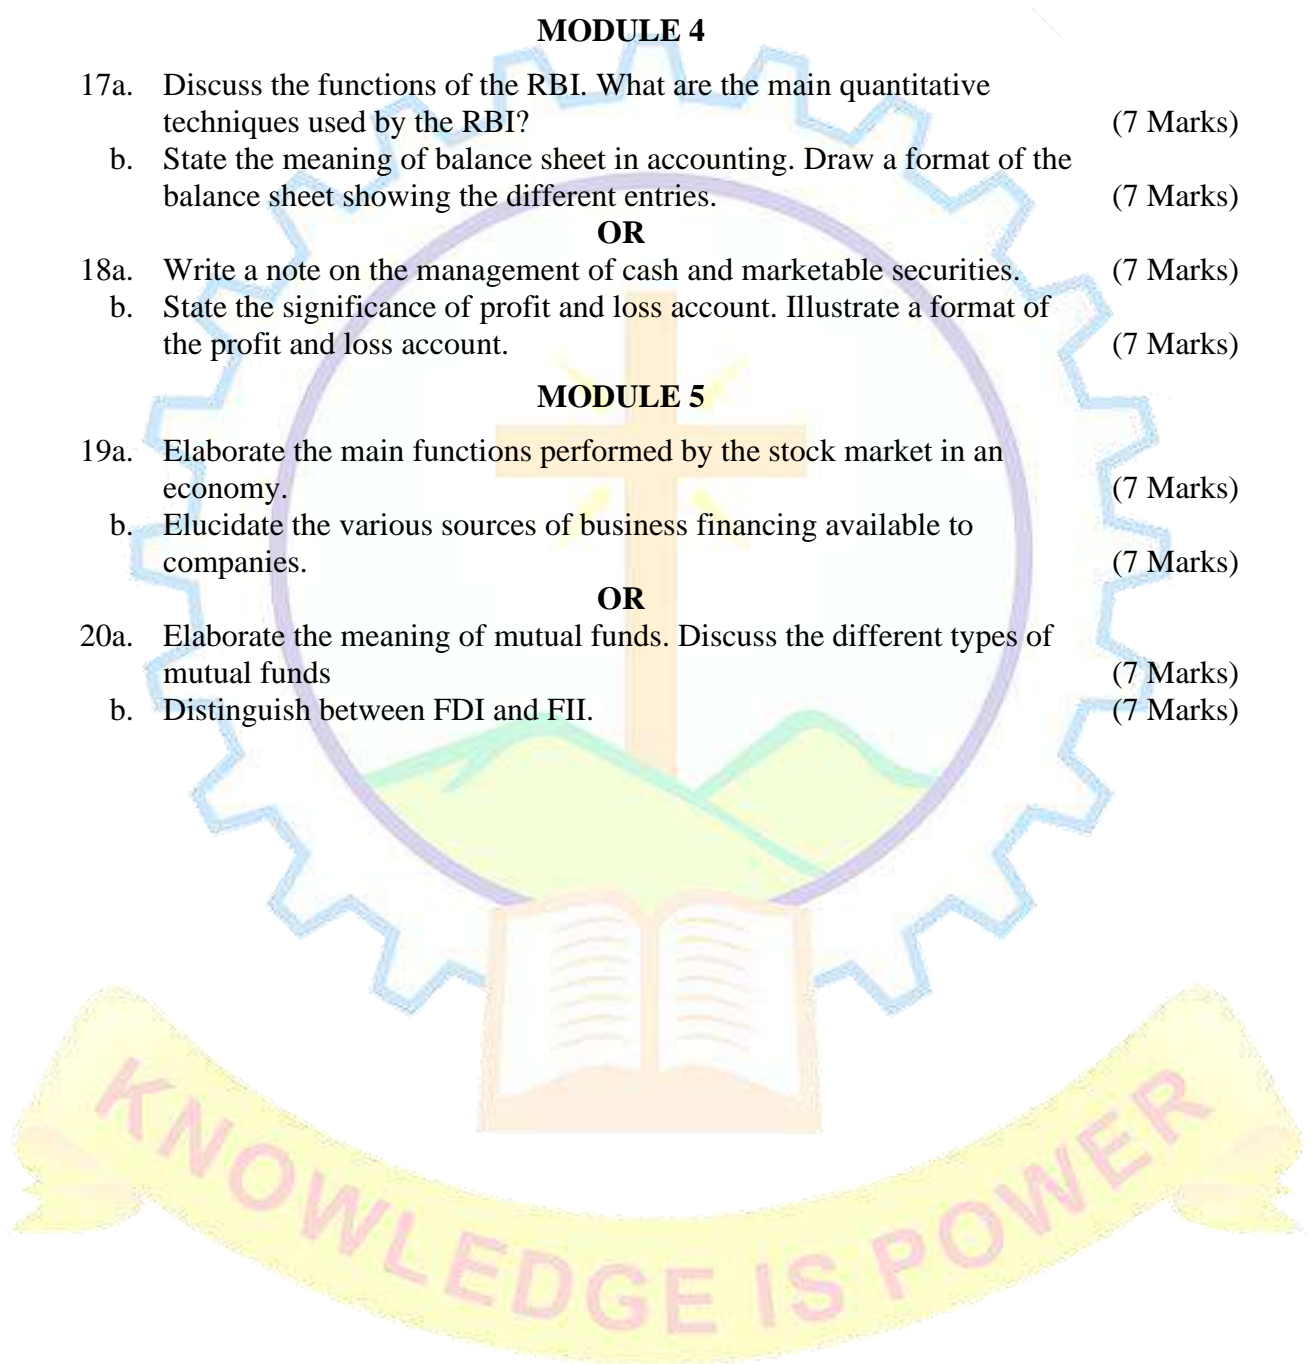 MODULE 4
17a. Discuss the functions of the RBI. What are the main quantitative
techniques used by the RBI? (7 Marks)
b. State the meaning of balance sheet in accounting. Draw a format of the
balance sheet showing the different entries. (7 Marks)
OR
18a. Write a note on the management of cash and marketable securities. (7 Marks)
b. State the significance of profit and loss account. Illustrate a format of
the profit and loss account. (7 Marks)
MODULE 5
19a. Elaborate the main functions performed by the stock market in an
economy. (7 Marks)
b. Elucidate the various sources of business financing available to
companies. (7 Marks)
OR
20a. Elaborate the meaning of mutual funds. Discuss the different types of
mutual funds (7 Marks)
b. Distinguish between FDI and FII. (7 Marks)
KNOWLEDGE IS POWER